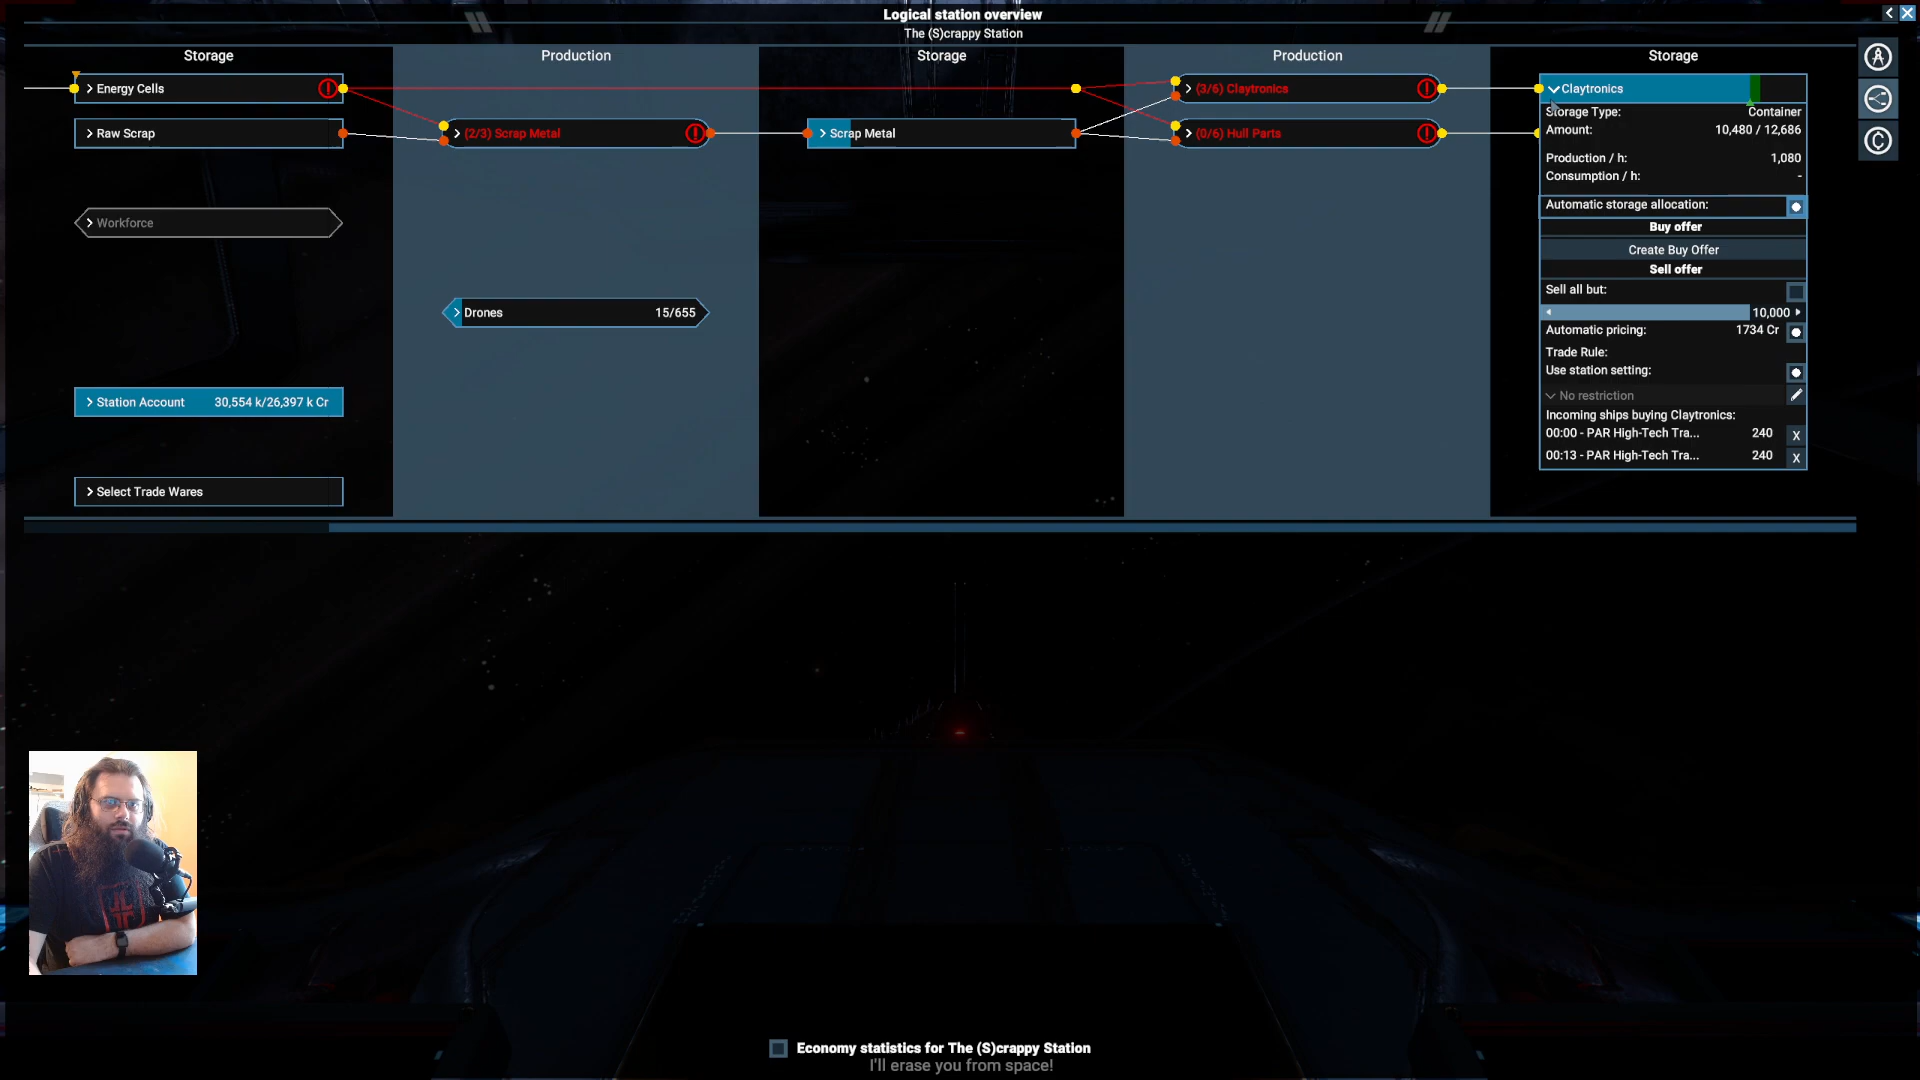 Logical station overview
The (S)crappy Station
Storage
Production
Storage
Production
Storage
Energy Cells
Raw Scrap
Workforce
Station Account 30,554 k/26,397 k Cr
Select Trade Wares
(2/3) Scrap Metal
Drones 15/655
Scrap Metal
(3/6) Claytronics
(0/6) Hull Parts
Claytronics
Storage Type: Container
Amount: 10,480 / 12,686
Production / h: 1,080
Consumption / h: -
Automatic storage allocation:
Buy offer
Create Buy Offer
Sell offer
Sell all but:
10,000
Automatic pricing: 1734 Cr
Trade Rule:
Use station setting:
No restriction
Incoming ships buying Claytronics:
00:00 - PAR High-Tech Tra... 240 X
00:13 - PAR High-Tech Tra... 240 X
Economy statistics for The (S)crappy Station
I'll erase you from space!